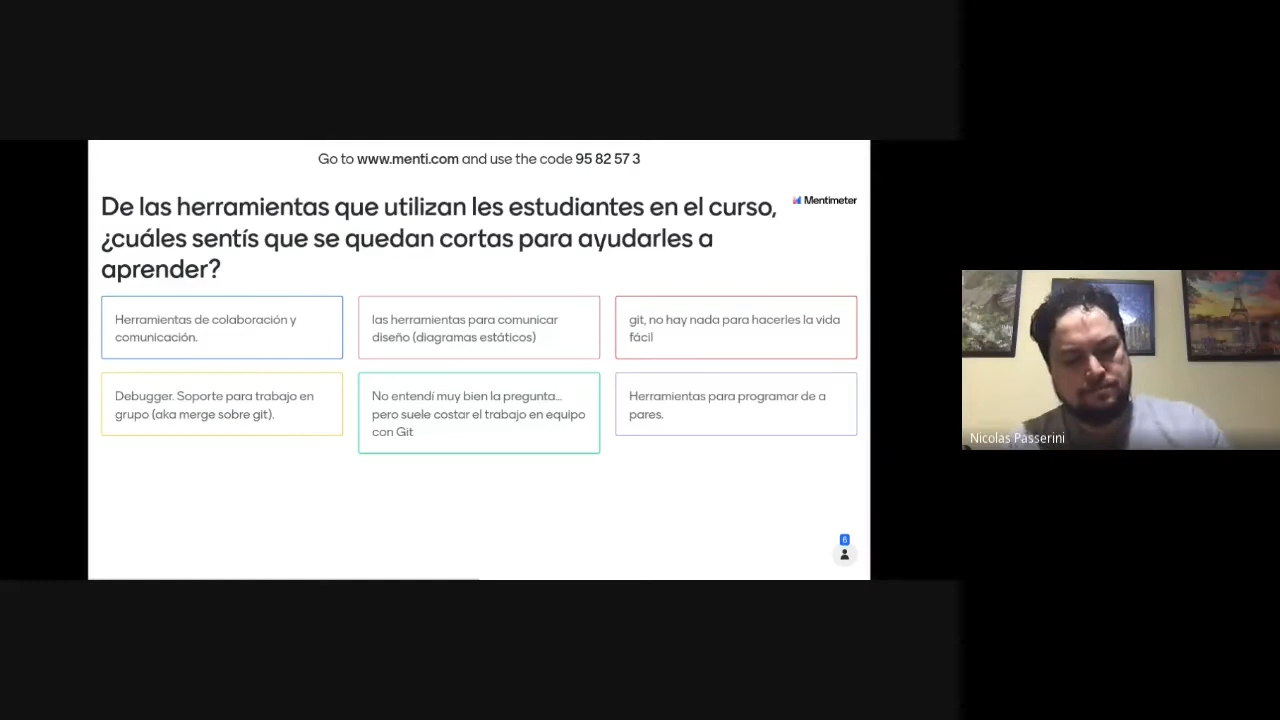 Go to www.menti.com and use the code 95 82 57 3
De las herramientas que utilizan les estudiantes en el curso,
¿cuáles sentís que se quedan cortas para ayudarles a
aprender?
Mentimeter
Herramientas de colaboración y
comunicación.
las herramientas para comunicar
diseño (diagramas estáticos)
git, no hay nada para hacerles la vida
fácil
Debugger. Soporte para trabajo en
grupo (aka merge sobre git).
No entendí muy bien la pregunta...
pero suele costar el trabajo en equipo
con Git
Herramientas para programar de a
pares.
6
Nicolas Passerini